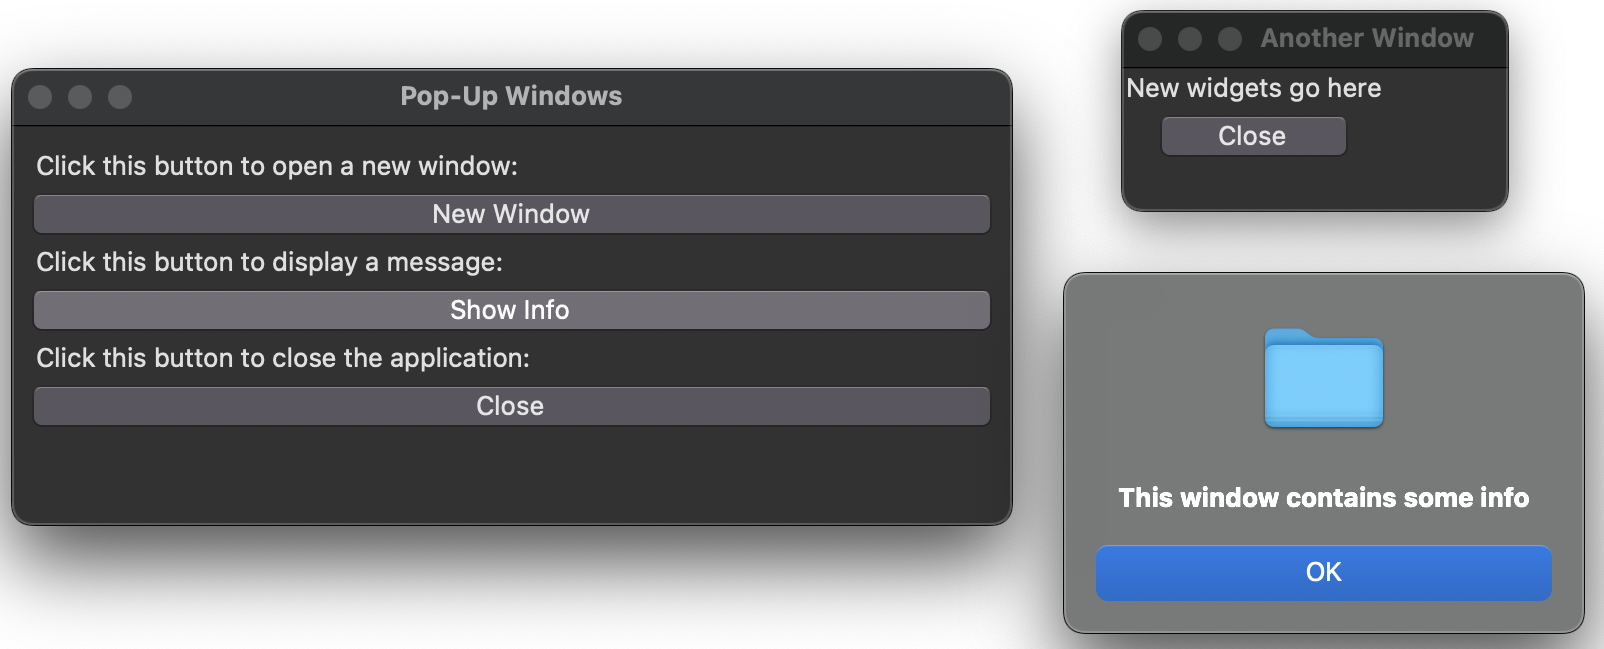 Pop-Up Windows
Click this button to open a new window:
New Window
Click this button to display a message:
Show Info
Click this button to close the application:
Close
Another Window
New widgets go here
Close
This window contains some info
OK